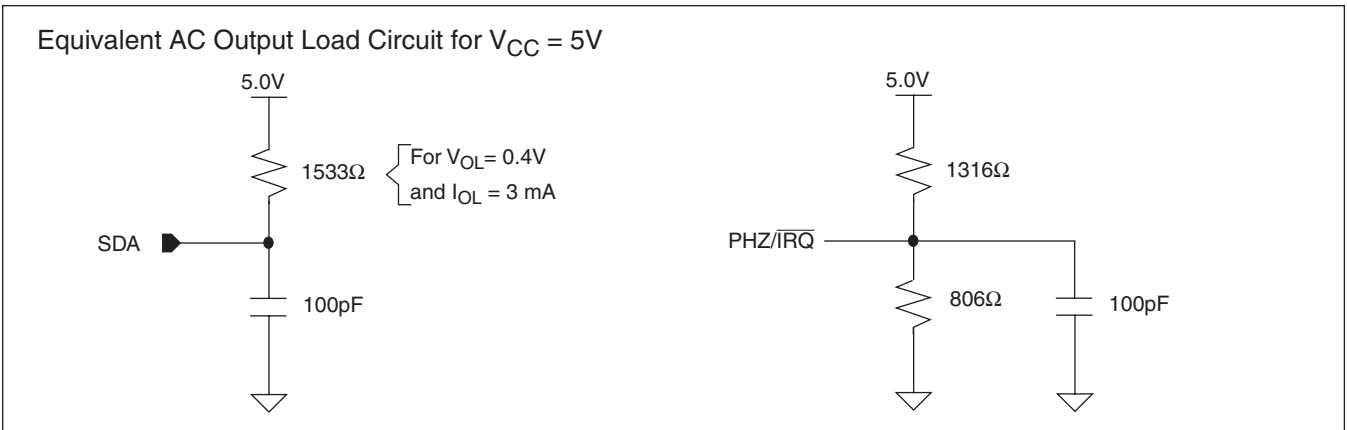 Equivalent AC Output Load Circuit for VCC = 5V
5.0V
1533Ω
For VOL= 0.4V
and IOL = 3 mA
SDA
100pF
5.0V
1316Ω
PHZ/I̅R̅Q̅
806Ω
100pF